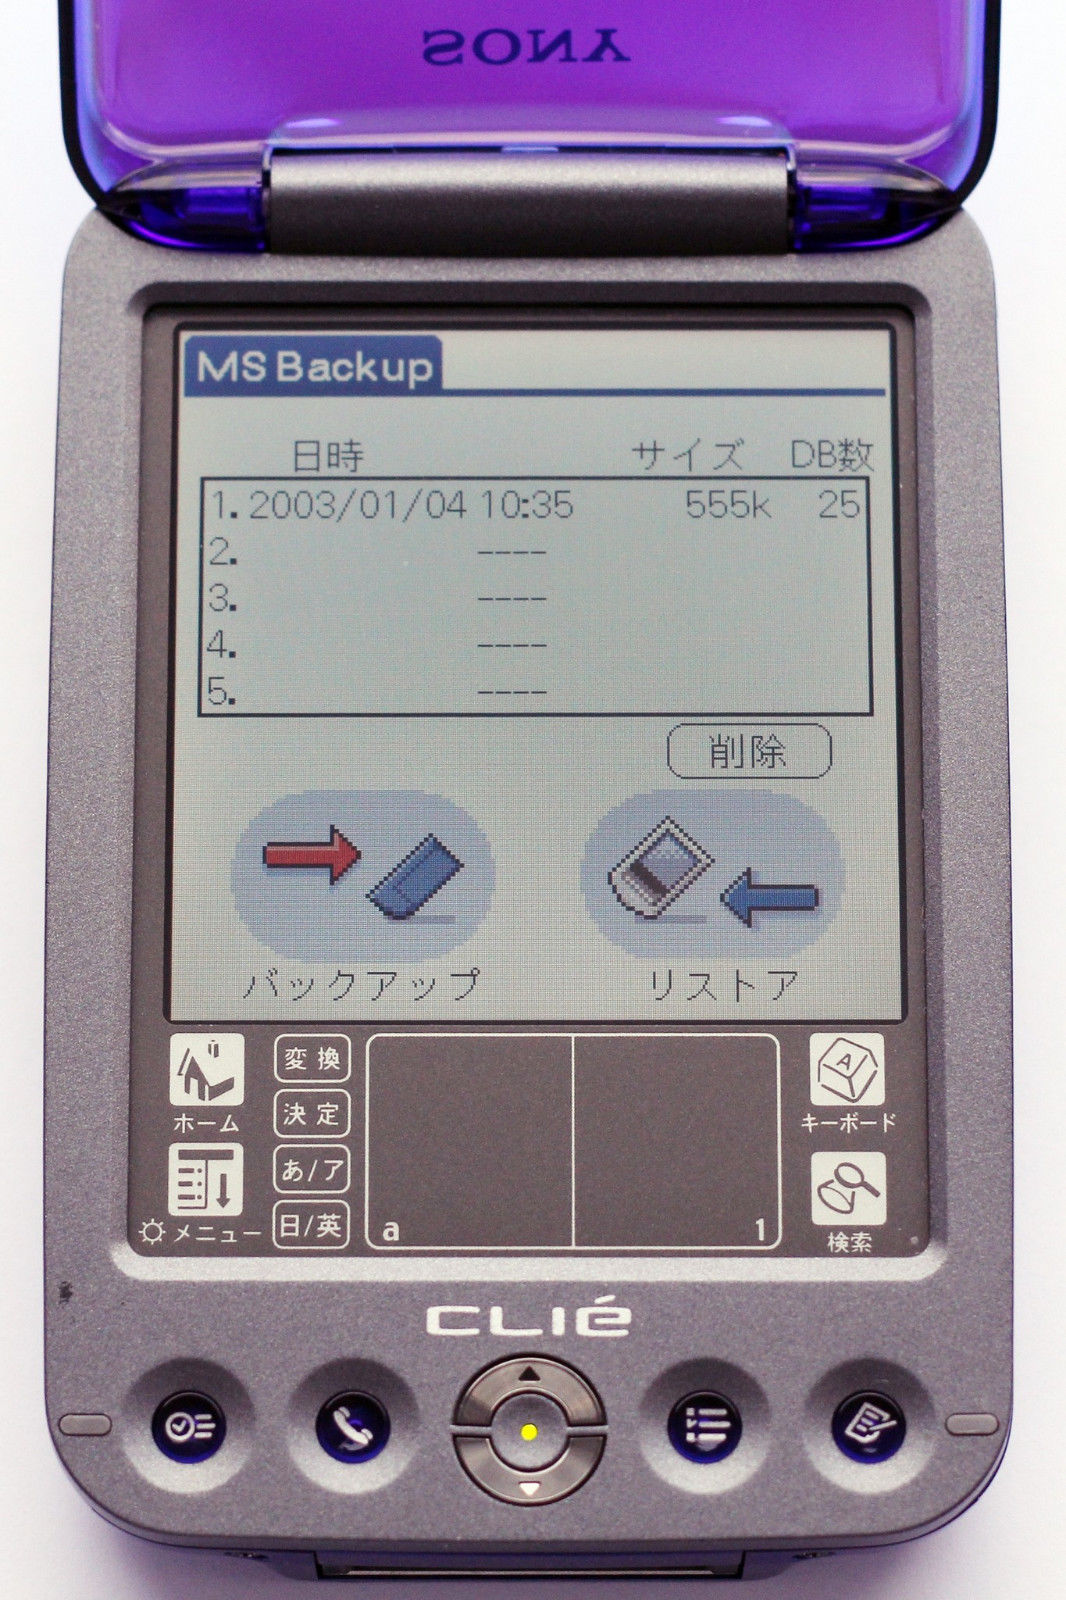 SONY
MS Backup
日時 サイズ DB数
1. 2003/01/04 10:35 555k 25
2. ----
3. ----
4. ----
5. ----
削除
バックアップ リストア
ホーム
メニュー
変換
決定
あ/ア
日/英
a 1
A
キーボード
検索
CLIÉ